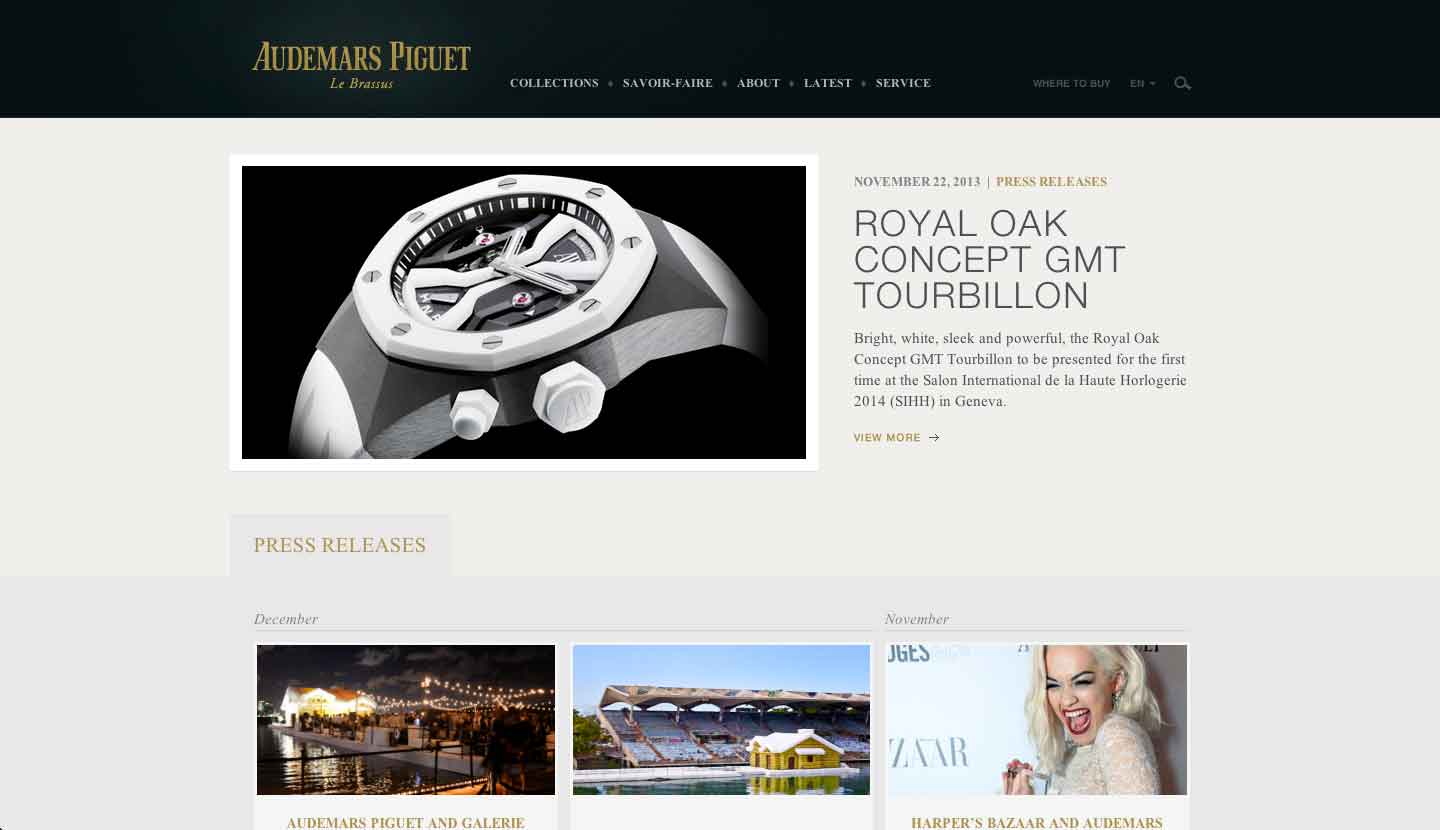 AUDEMARS PIGUET
Le Brassus
COLLECTIONS ♦ SAVOIR-FAIRE ♦ ABOUT ♦ LATEST ♦ SERVICE
WHERE TO BUY
EN
NOVEMBER 22, 2013 | PRESS RELEASES
ROYAL OAK
CONCEPT GMT
TOURBILLON
Bright, white, sleek and powerful, the Royal Oak
Concept GMT Tourbillon to be presented for the first
time at the Salon International de la Haute Horlogerie
2014 (SIHH) in Geneva.
VIEW MORE →
PRESS RELEASES
December
November
AUDEMARS PIGUET AND GALERIE
HARPER'S BAZAAR AND AUDEMARS